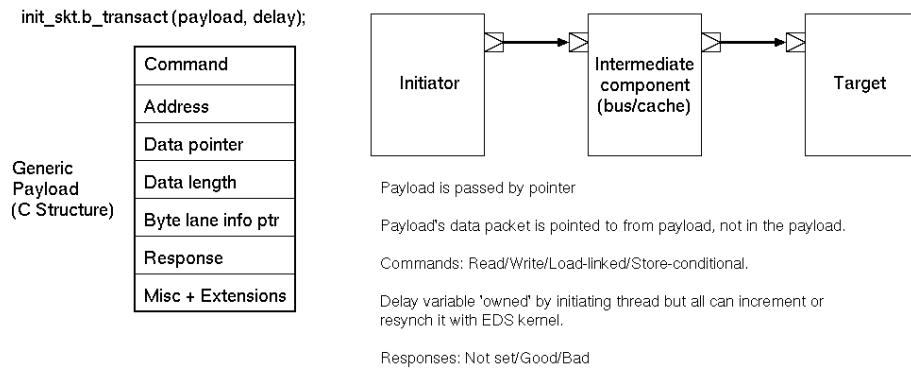 init_skt.b_transact (payload, delay);
Command
Address
Data pointer
Data length
Byte lane info ptr
Response
Misc + Extensions
Generic
Payload
(C Structure)
Initiator
Intermediate
component
(bus/cache)
Target
Payload is passed by pointer
Payload's data packet is pointed to from payload, not in the payload.
Commands: Read/Write/Load-linked/Store-conditional.
Delay variable 'owned' by initiating thread but all can increment or
resynch it with EDS kernel.
Responses: Not set/Good/Bad